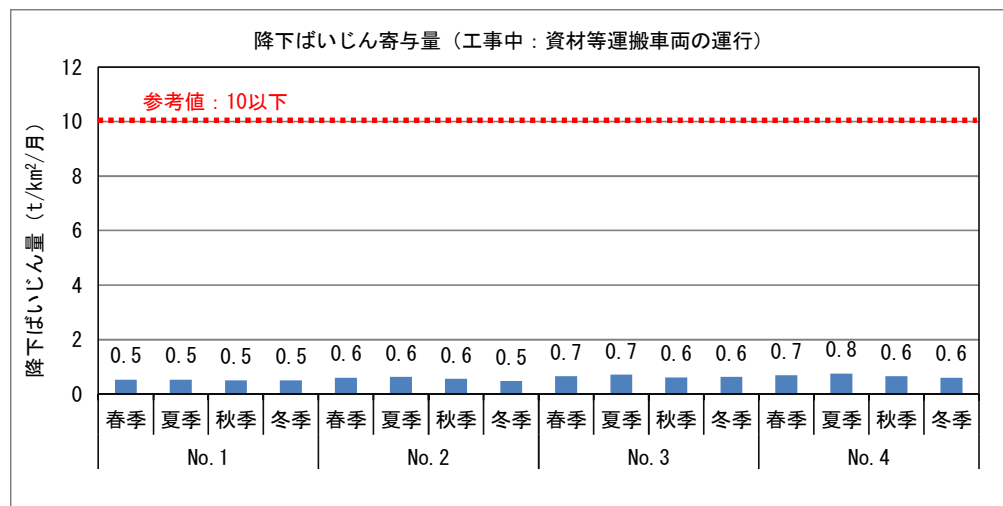 降下ばいじん寄与量（工事中：資材等運搬車両の運行）
降下ばいじん量（t/km²/月）
12
10
8
6
4
2
0
参考値：10以下
0.5 0.5 0.5 0.5 0.6 0.6 0.6 0.5 0.7 0.7 0.6 0.6 0.7 0.8 0.6 0.6
春季 夏季 秋季 冬季 春季 夏季 秋季 冬季 春季 夏季 秋季 冬季 春季 夏季 秋季 冬季
No.1 No.2 No.3 No.4